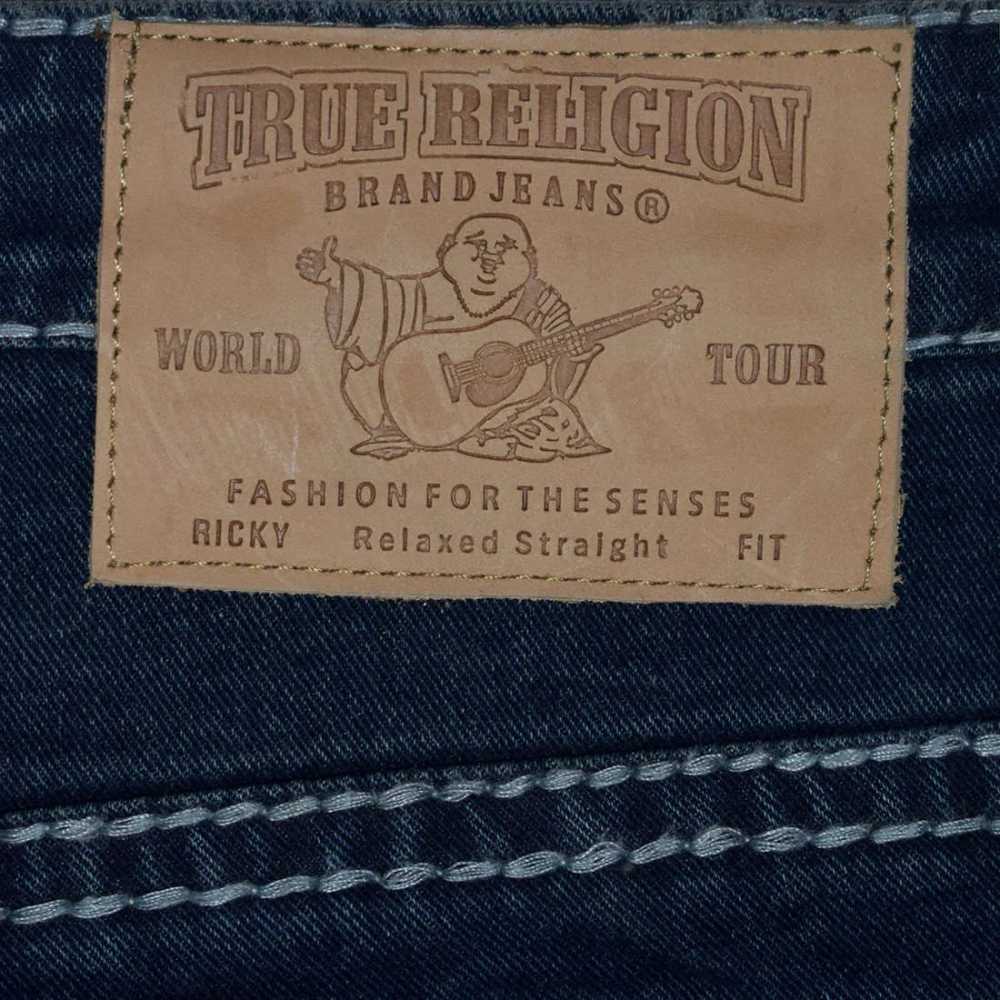 TRUE RELIGION
BRAND JEANS®
WORLD TOUR
FASHION FOR THE SENSES
RICKY Relaxed Straight FIT